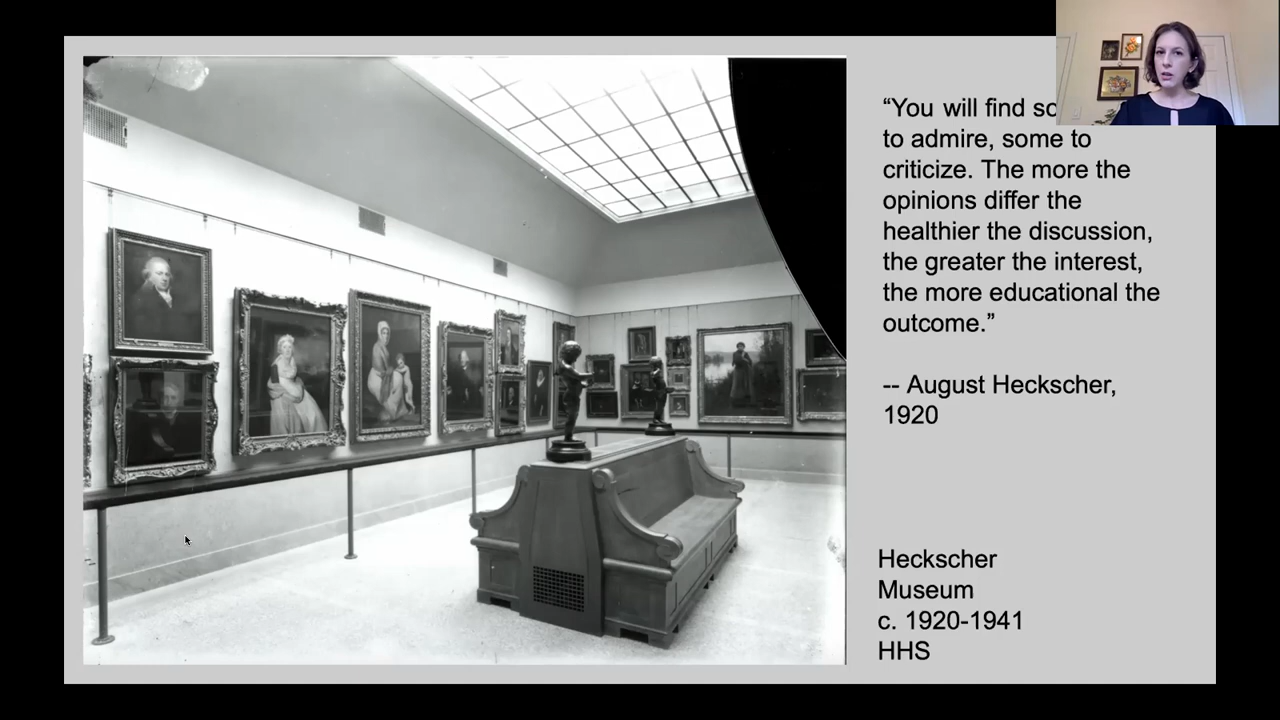 “You will find
to admire, some to
criticize. The more the
opinions differ the
healthier the discussion,
the greater the interest,
the more educational the
outcome.”
-- August Heckscher,
1920
Heckscher
Museum
c. 1920-1941
HHS